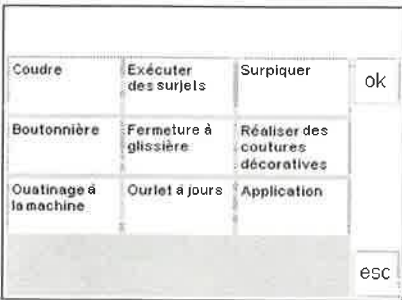 Coudre
Exécuter
des surjets
Surpiquer
ok
Boutonnière
Fermeture à
glissière
Réaliser des
coutures
décoratives
Ouatinage à
la machine
Ourlet à jours
Application
esc